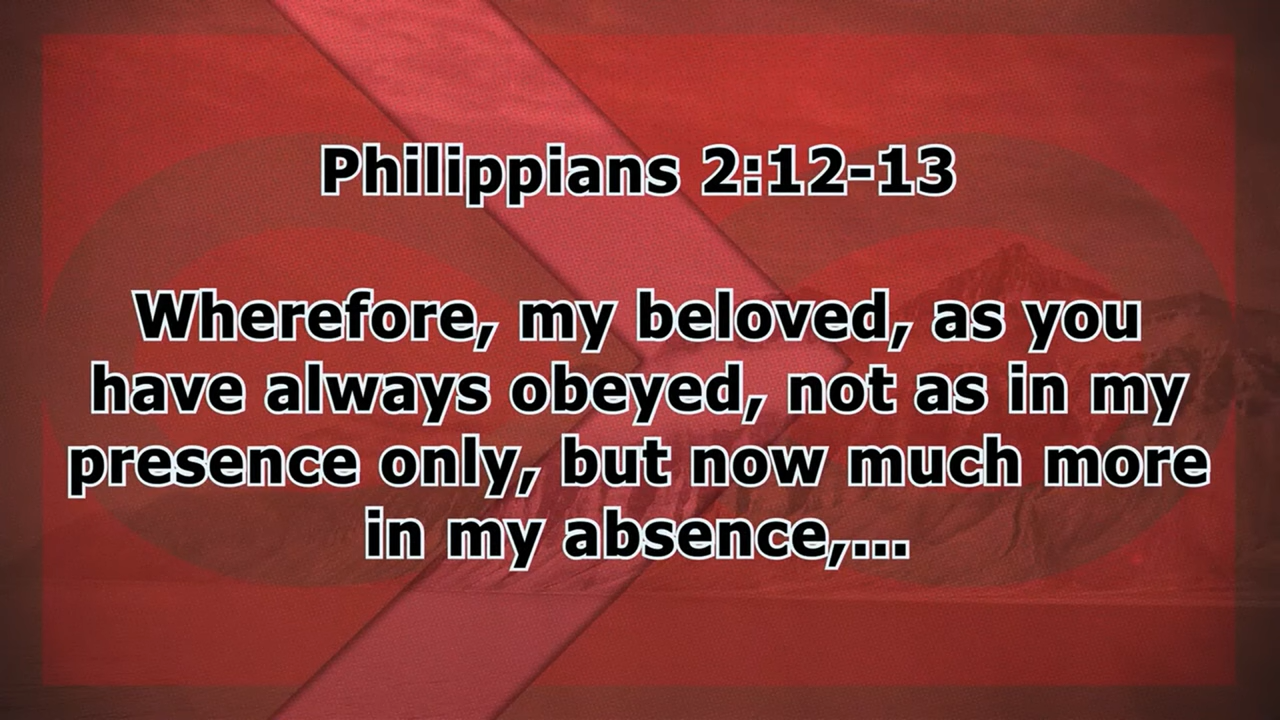 Philippians 2:12-13
Wherefore, my beloved, as you
have always obeyed, not as in my
presence only, but now much more
in my absence,...